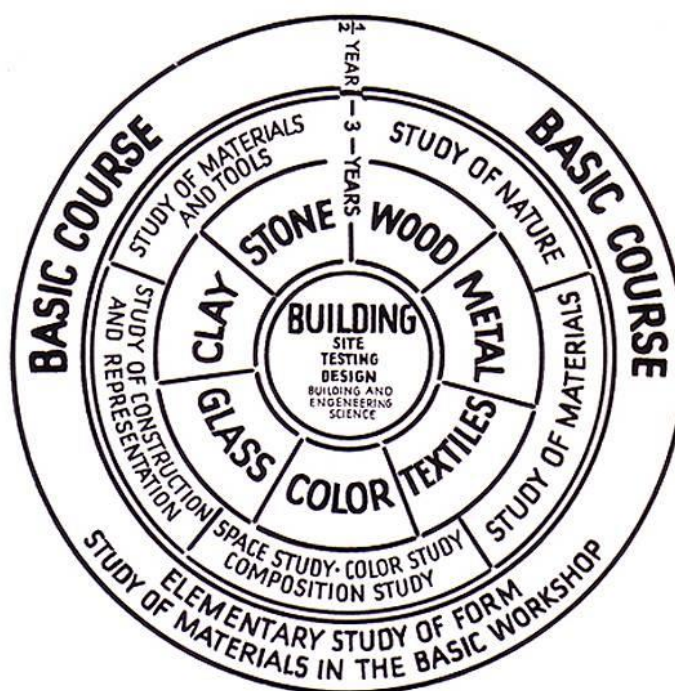 ½ YEAR
3 YEARS
BASIC COURSE
BASIC COURSE
ELEMENTARY STUDY OF FORM
STUDY OF MATERIALS IN THE BASIC WORKSHOP
STUDY OF NATURE
STUDY OF MATERIALS
SPACE STUDY · COLOR STUDY
COMPOSITION STUDY
STUDY OF CONSTRUCTION
AND REPRESENTATION
STUDY OF MATERIALS
AND TOOLS
STONE
WOOD
METAL
TEXTILES
COLOR
GLASS
CLAY
BUILDING
SITE
TESTING
DESIGN
BUILDING AND
ENGENEERING
SCIENCE